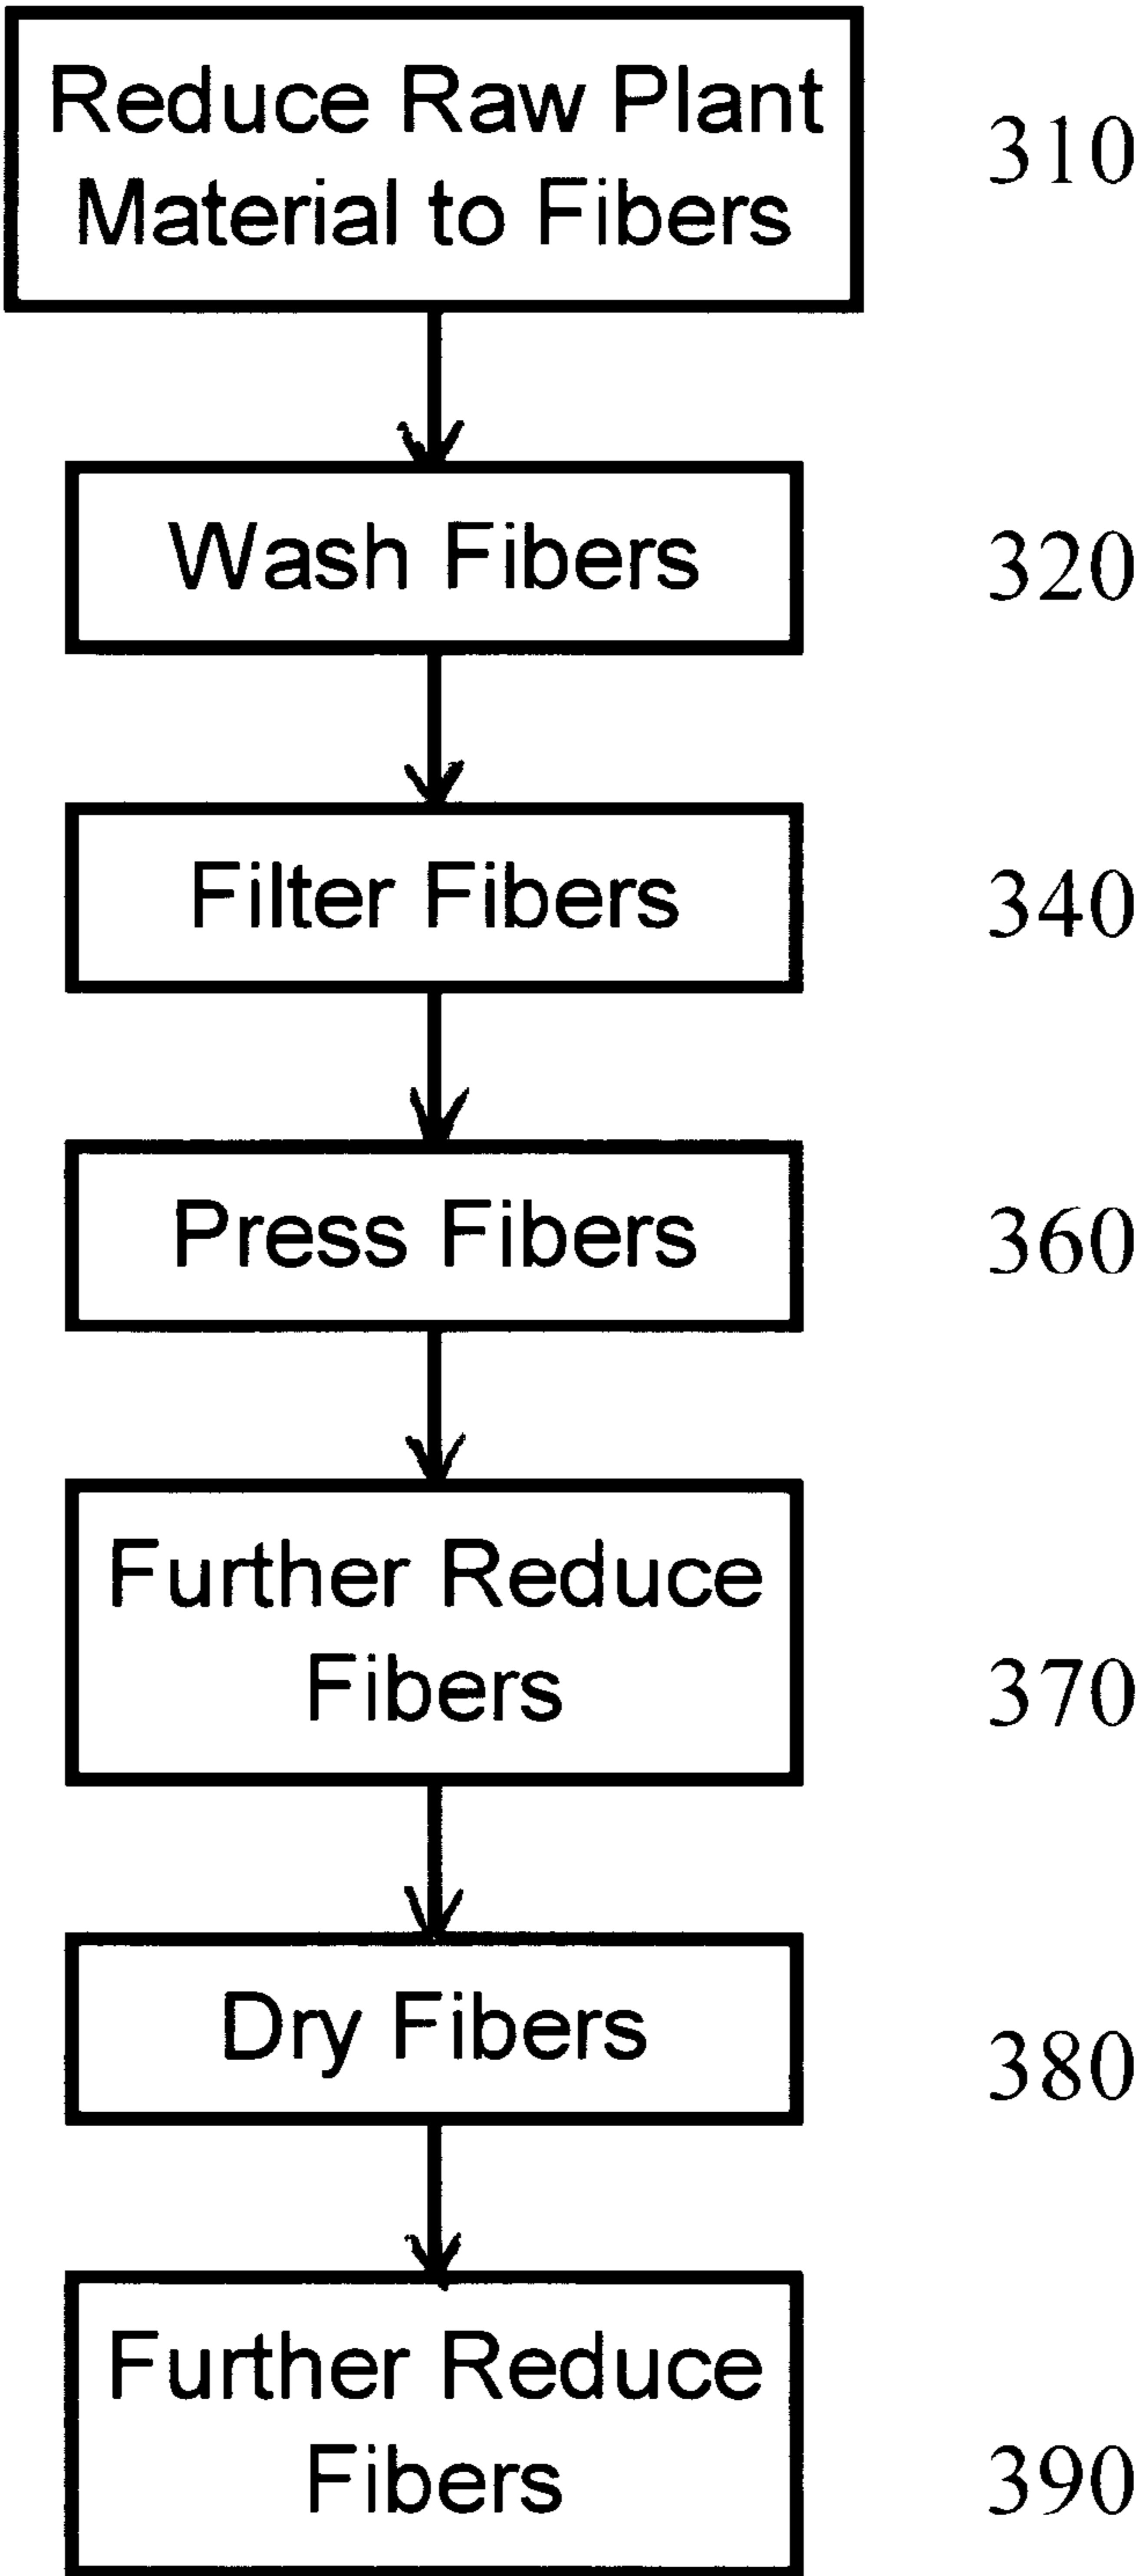 Reduce Raw Plant
Material to Fibers
310
Wash Fibers
320
Filter Fibers
340
Press Fibers
360
Further Reduce
Fibers
370
Dry Fibers
380
Further Reduce
Fibers
390